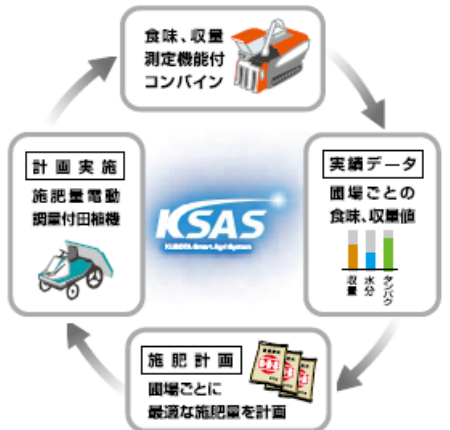 食味、収量
測定機能付
コンバイン
実績データ
圃場ごとの
食味、収量値
収量
水分
タンパク
施肥計画
圃場ごとに
最適な施肥量を計画
計画実施
施肥量電動
調量付田植機
KSAS
KUBOTA Smart Agri System